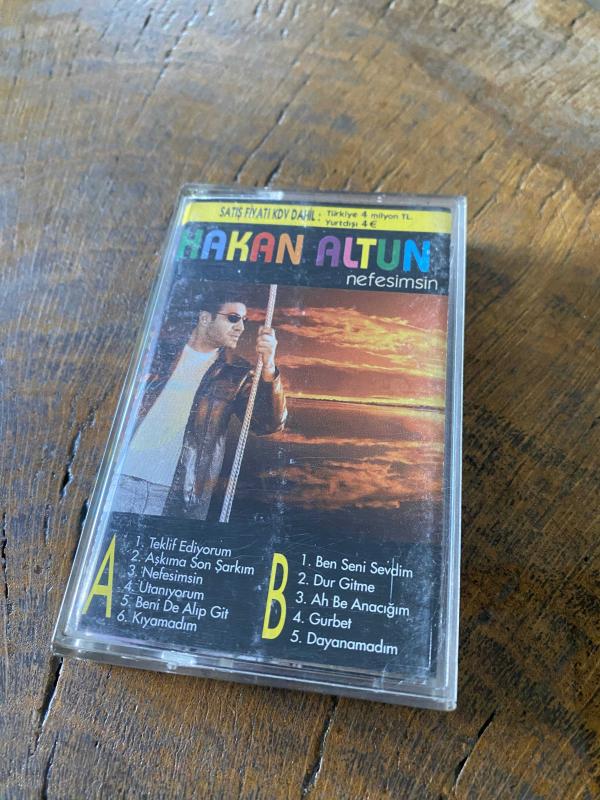 SATIŞ FİYATI KDV DAHİL : Türkiye 4 milyon TL.
Yurtdışı 4 €
HAKAN ALTUN
nefesimsin
A
1. Teklif Ediyorum
2. Aşkıma Son Şarkım
3. Nefesimsin
4. Utanıyorum
5. Beni De Alıp Git
6. Kıyamadım
B
1. Ben Seni Sevdim
2. Dur Gitme
3. Ah Be Anacığım
4. Gurbet
5. Dayanamadım